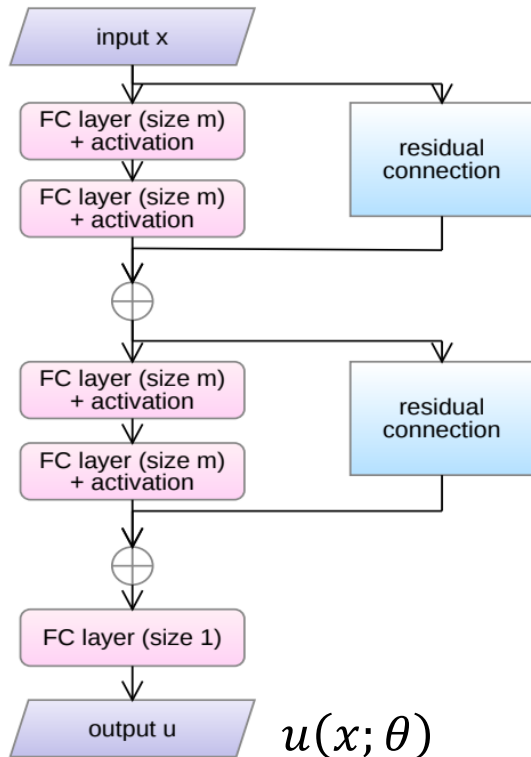 input x
FC layer (size m)
+ activation
residual
connection
FC layer (size m)
+ activation
FC layer (size m)
+ activation
residual
connection
FC layer (size m)
+ activation
FC layer (size 1)
output u
u(x; θ)